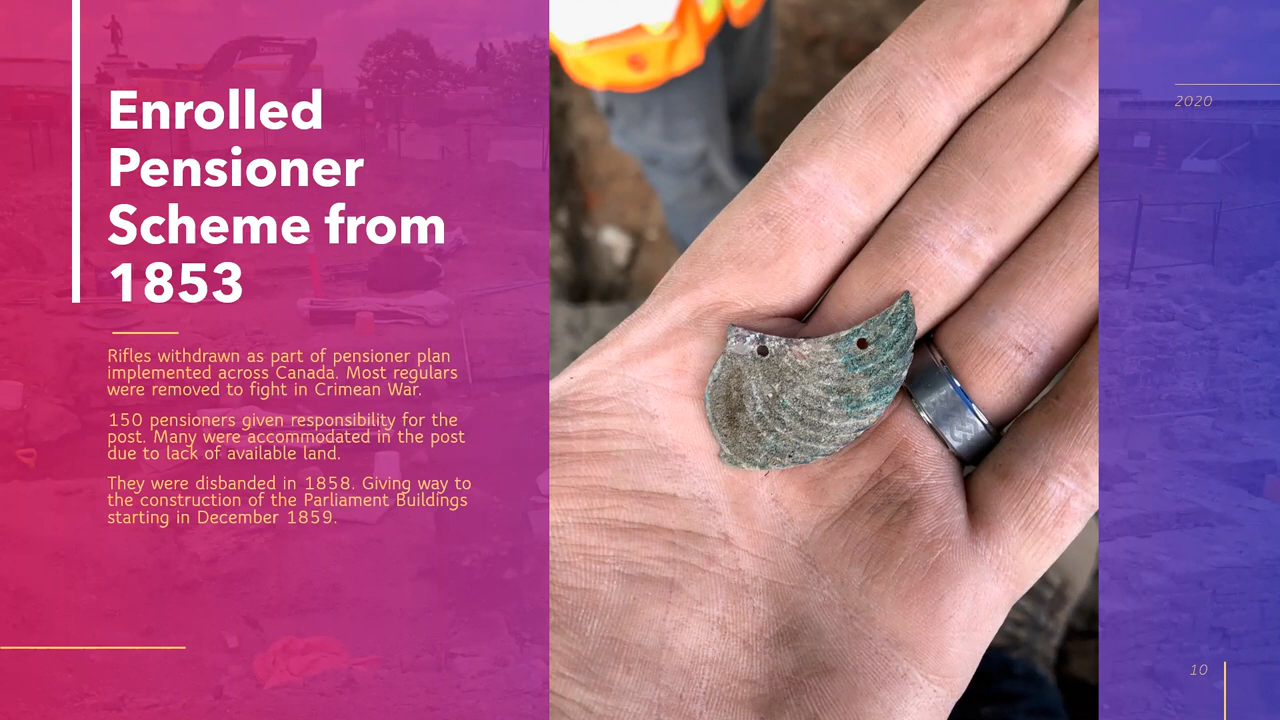 Enrolled
Pensioner
Scheme from
1853
Rifles withdrawn as part of pensioner plan
implemented across Canada. Most regulars
were removed to fight in Crimean War.
150 pensioners given responsibility for the
post. Many were accommodated in the post
due to lack of available land.
They were disbanded in 1858. Giving way to
the construction of the Parliament Buildings
starting in December 1859.
2020
10
DEERE